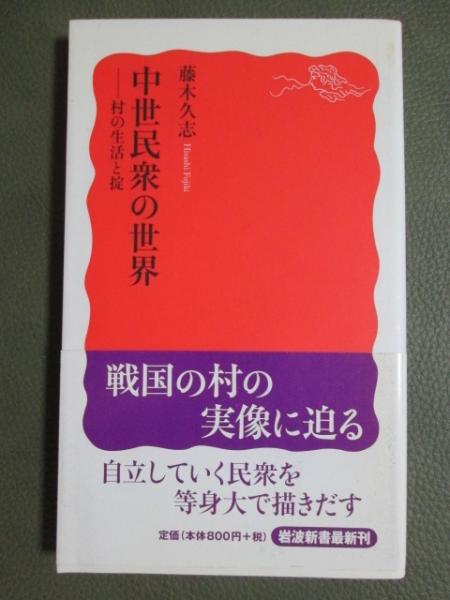 藤木久志 Hisashi Fujiki
中世民衆の世界
――村の生活と掟
戦国の村の
実像に迫る
自立していく民衆を
等身大で描きだす
定価(本体800円+税)
岩波新書最新刊